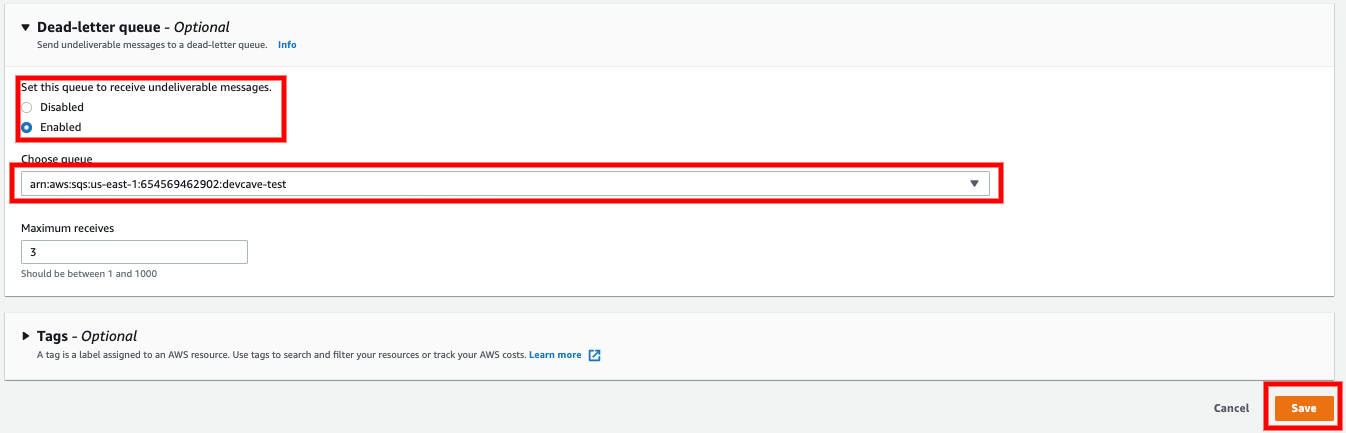 Dead-letter queue - Optional
Send undeliverable messages to a dead-letter queue. Info
Set this queue to receive undeliverable messages.
Disabled
Enabled
Choose queue
arn:aws:sqs:us-east-1:654569462902:devcave-test
Maximum receives
3
Should be between 1 and 1000
Tags - Optional
A tag is a label assigned to an AWS resource. Use tags to search and filter your resources or track your AWS costs. Learn more
Cancel Save